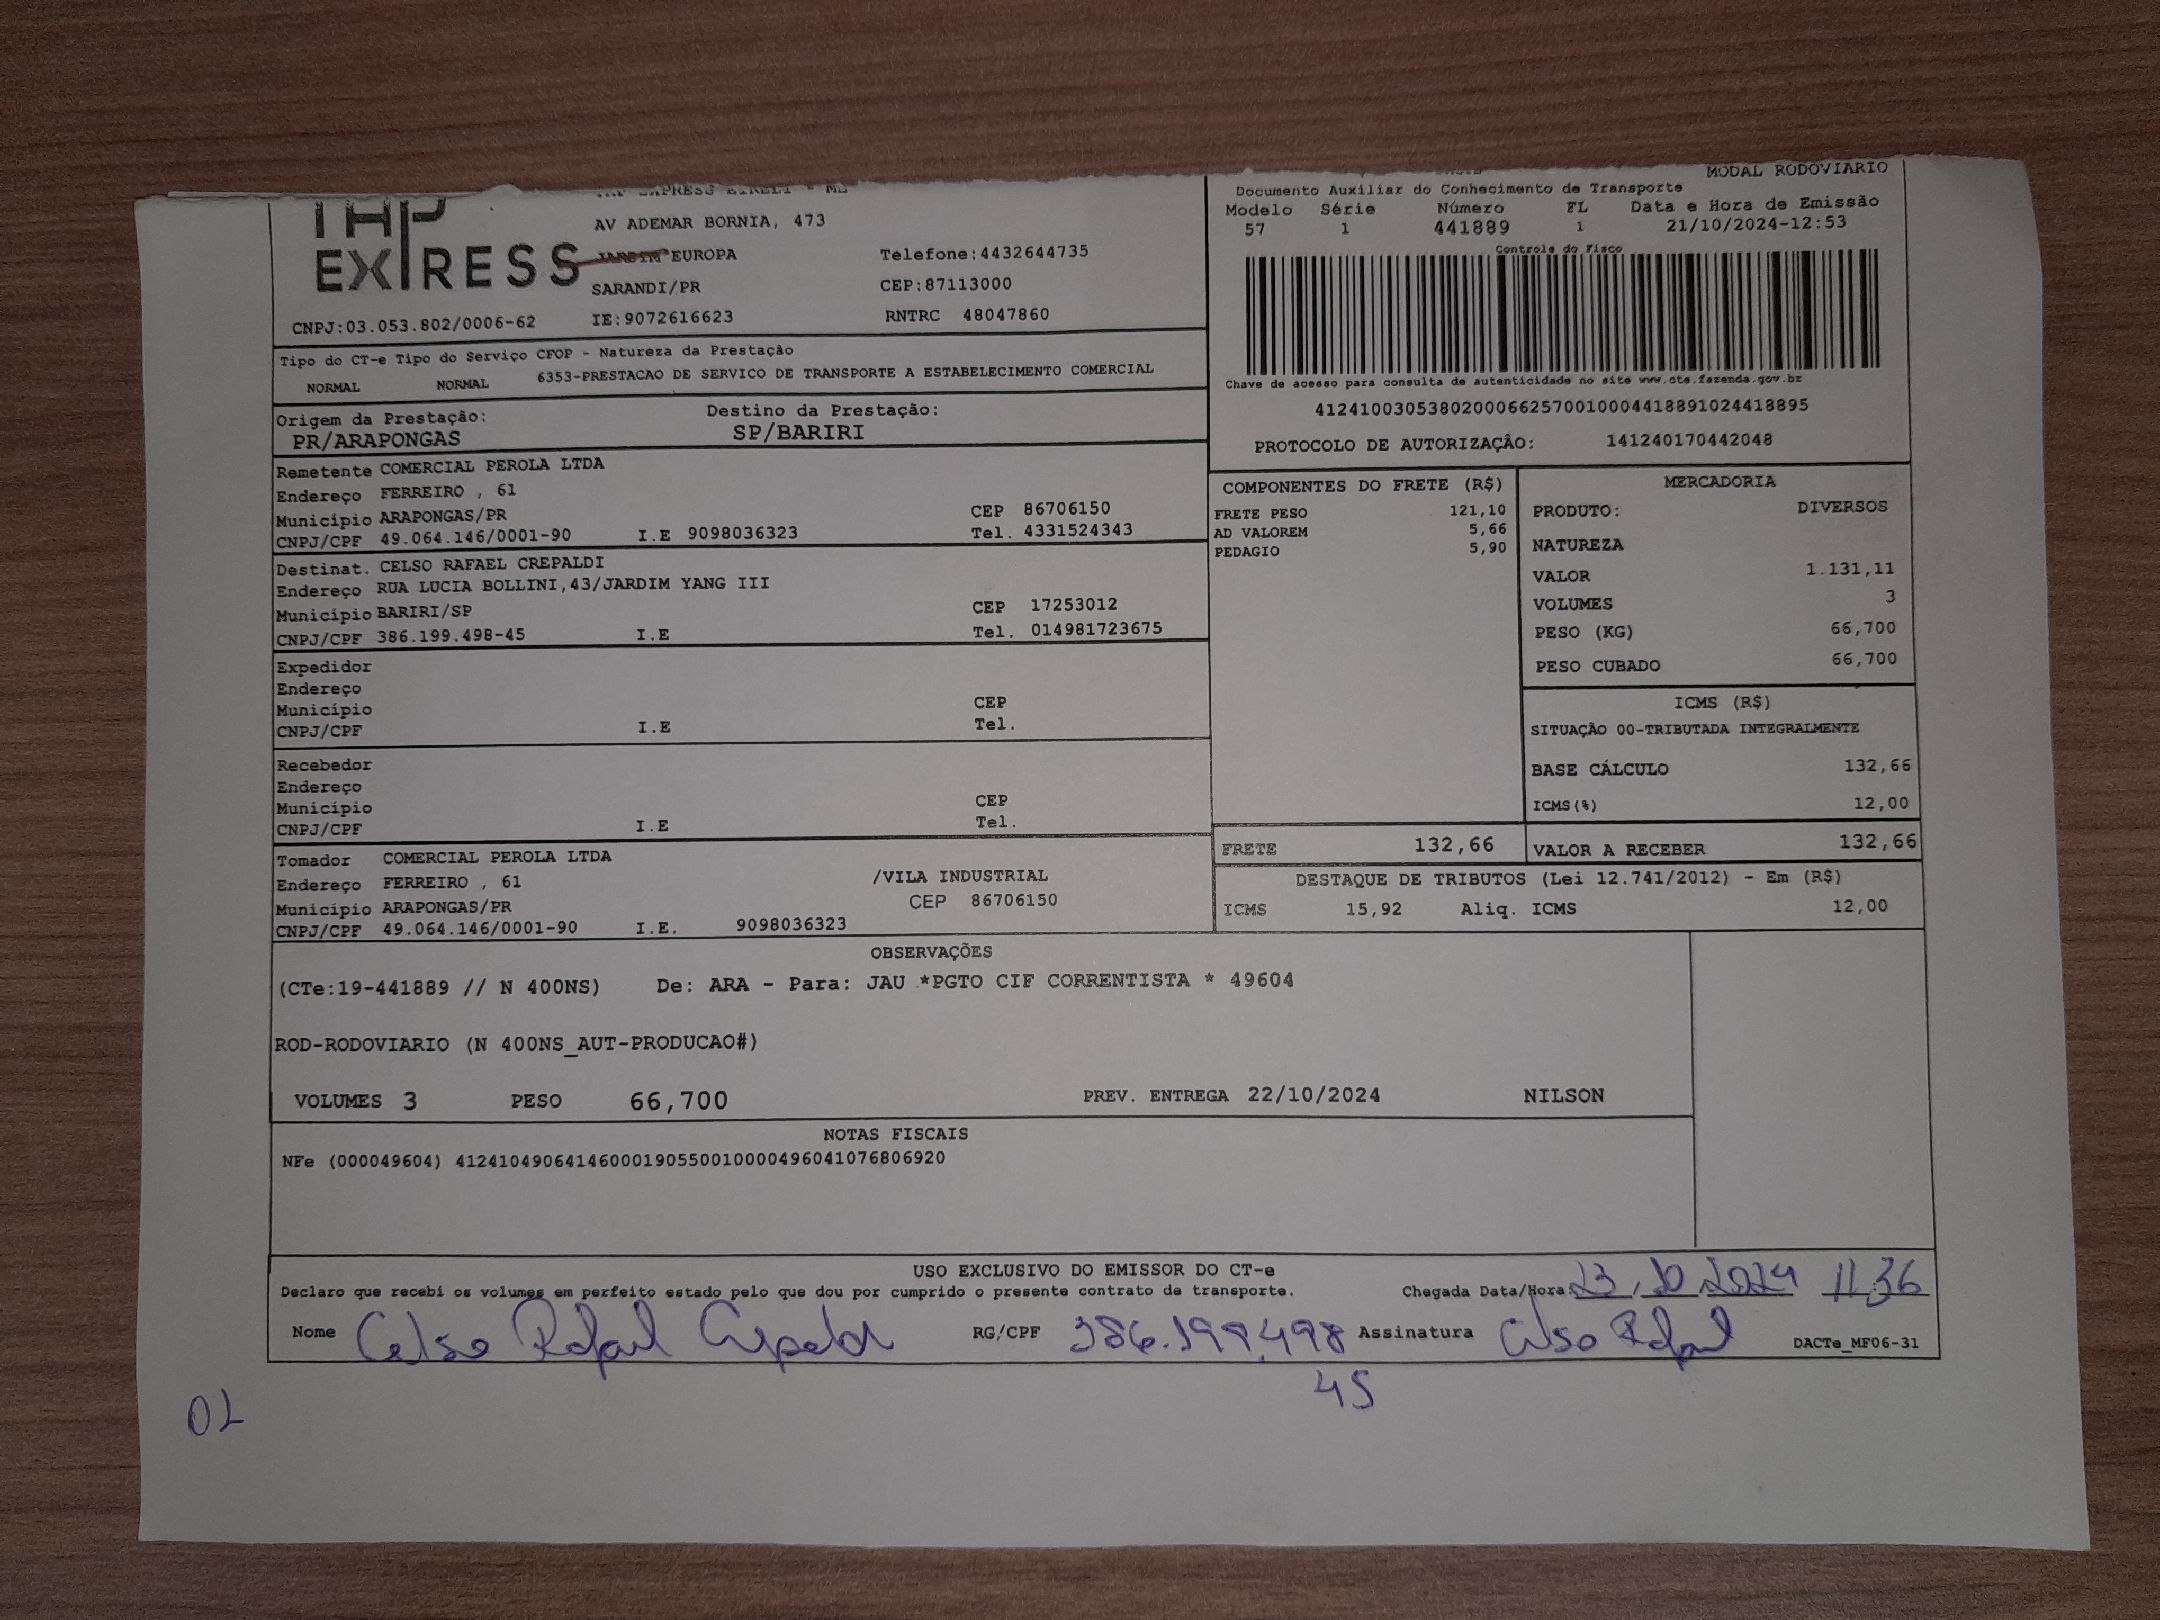 TAP
EXPRESS
TAP EXPRESS EIRELI - ME
AV ADEMAR BORNIA, 473
JARDIM EUROPA Telefone:4432644735
SARANDI/PR CEP:87113000
CNPJ:03.053.802/0006-62 IE:9072616623 RNTRC 48047860
MODAL RODOVIARIO
Documento Auxiliar do Conhecimento de Transporte
Modelo Série Número FL Data e Hora de Emissão
57 1 441889 1 21/10/2024-12:53
Controle do Fisco
Chave de acesso para consulta de autenticidade no site www.cte.fazenda.gov.br
41241003053802000662570010004418891024418895
PROTOCOLO DE AUTORIZAÇÃO: 141240170442048
Tipo do CT-e Tipo do Serviço CFOP - Natureza da Prestação
NORMAL NORMAL 6353-PRESTACAO DE SERVICO DE TRANSPORTE A ESTABELECIMENTO COMERCIAL
Origem da Prestação: Destino da Prestação:
PR/ARAPONGAS SP/BARIRI
Remetente COMERCIAL PEROLA LTDA
Endereço FERREIRO , 61
Município ARAPONGAS/PR CEP 86706150
CNPJ/CPF 49.064.146/0001-90 I.E 9098036323 Tel. 4331524343
Destinat. CELSO RAFAEL CREPALDI
Endereço RUA LUCIA BOLLINI,43/JARDIM YANG III
Município BARIRI/SP CEP 17253012
CNPJ/CPF 386.199.498-45 I.E Tel. 014981723675
Expedidor
Endereço
Município CEP
CNPJ/CPF I.E Tel.
Recebedor
Endereço
Município CEP
CNPJ/CPF I.E Tel.
Tomador COMERCIAL PEROLA LTDA
Endereço FERREIRO , 61 /VILA INDUSTRIAL
Município ARAPONGAS/PR CEP 86706150
CNPJ/CPF 49.064.146/0001-90 I.E. 9098036323
COMPONENTES DO FRETE (R$)
FRETE PESO 121,10
AD VALOREM 5,66
PEDAGIO 5,90
MERCADORIA
PRODUTO: DIVERSOS
NATUREZA
VALOR 1.131,11
VOLUMES 3
PESO (KG) 66,700
PESO CUBADO 66,700
ICMS (R$)
SITUAÇÃO 00-TRIBUTADA INTEGRALMENTE
BASE CÁLCULO 132,66
ICMS(%) 12,00
FRETE 132,66 VALOR A RECEBER 132,66
DESTAQUE DE TRIBUTOS (Lei 12.741/2012) - Em (R$)
ICMS 15,92 Aliq. ICMS 12,00
OBSERVAÇÕES
(CTe:19-441889 // N 400NS) De: ARA - Para: JAU *PGTO CIF CORRENTISTA * 49604
ROD-RODOVIARIO (N 400NS_AUT-PRODUCAO#)
VOLUMES 3 PESO 66,700 PREV. ENTREGA 22/10/2024 NILSON
NOTAS FISCAIS
NFe (000049604) 41241049064146000190550010000496041076806920
USO EXCLUSIVO DO EMISSOR DO CT-e
Declaro que recebi os volumes em perfeito estado pelo que dou por cumprido o presente contrato de transporte. Chegada Data/Hora: 23 10 2024 11:36
Nome Celso Rafael Crepaldi RG/CPF 386.199.498 Assinatura Celso Rafael DACTe_MF06-31
45